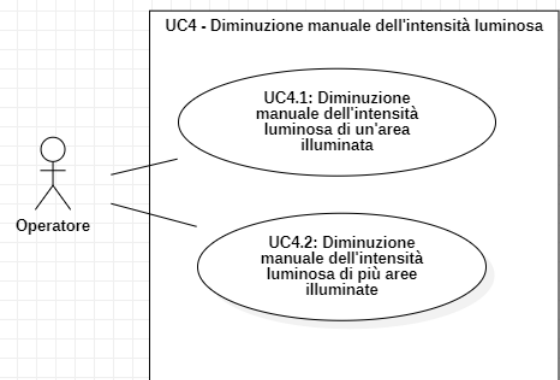 UC4 - Diminuzione manuale dell'intensità luminosa
UC4.1: Diminuzione
manuale dell'intensità
luminosa di un'area
illuminata
Operatore
UC4.2: Diminuzione
manuale dell'intensità
luminosa di più aree
illuminate